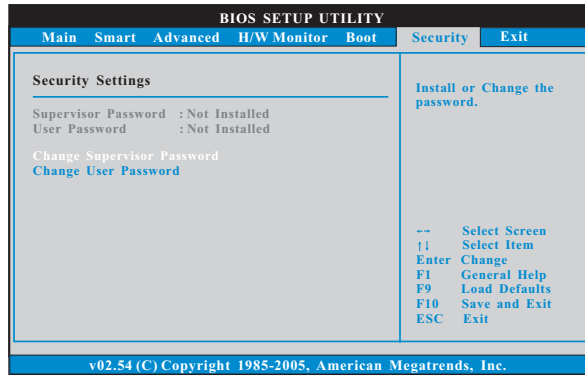 BIOS SETUP UTILITY
Main Smart Advanced H/W Monitor Boot Security Exit
Security Settings
Supervisor Password : Not Installed
User Password : Not Installed
Change Supervisor Password
Change User Password
Install or Change the
password.
←→ Select Screen
↑↓ Select Item
Enter Change
F1 General Help
F9 Load Defaults
F10 Save and Exit
ESC Exit
v02.54 (C) Copyright 1985-2005, American Megatrends, Inc.